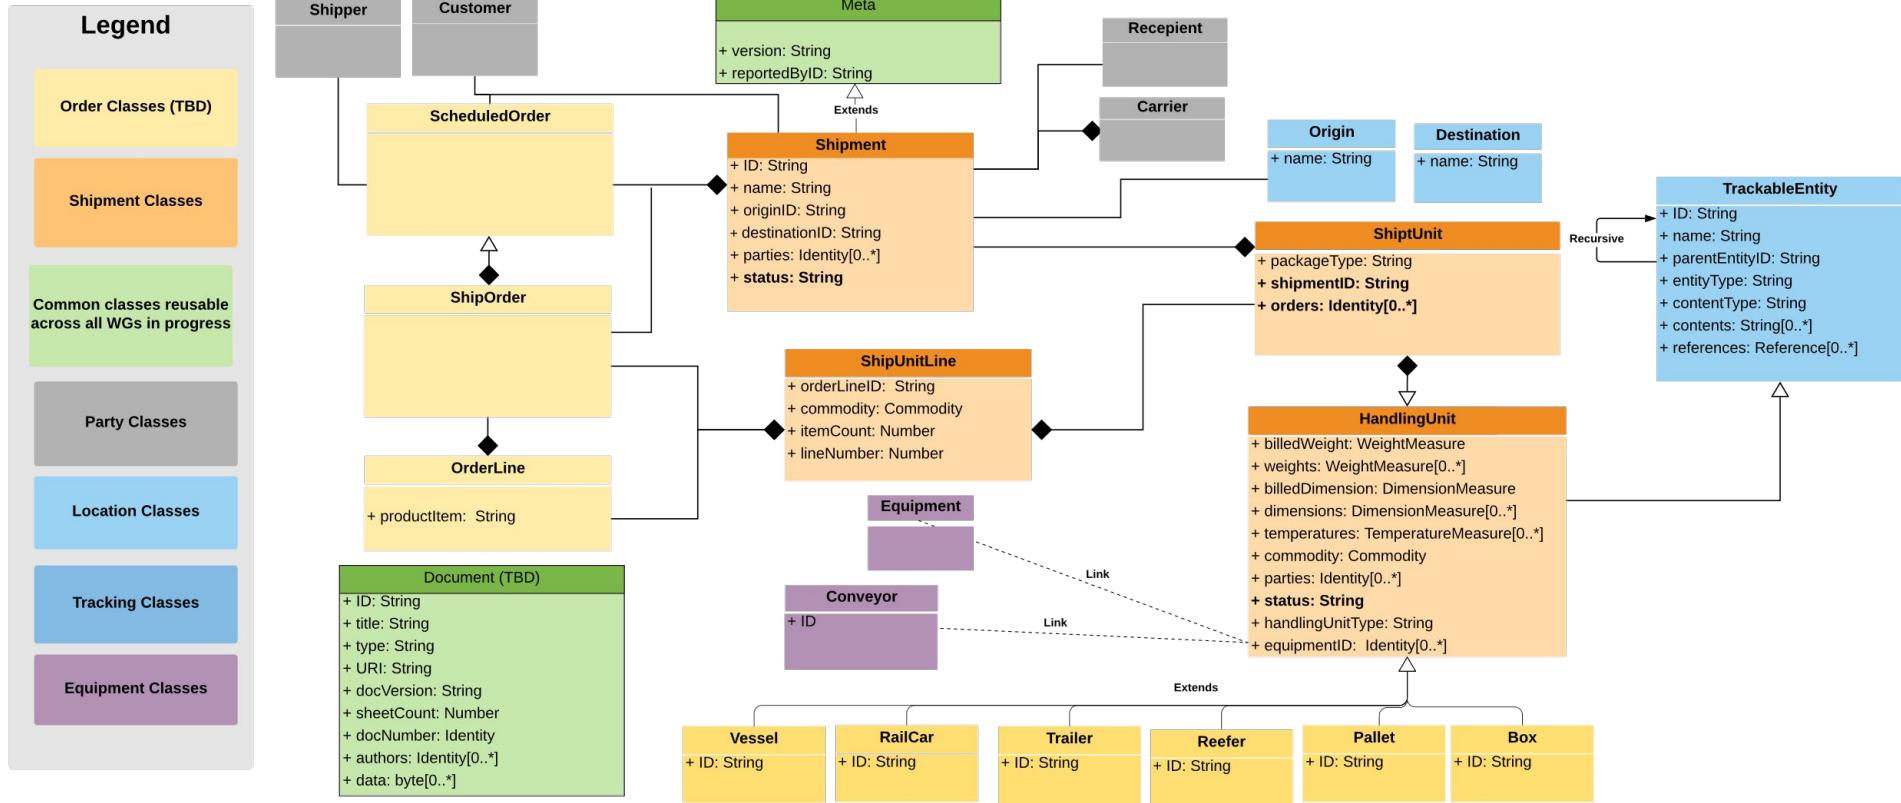 Legend
Order Classes (TBD)
Shipment Classes
Common classes reusable
across all WGs in progress
Party Classes
Location Classes
Tracking Classes
Equipment Classes
Shipper
Customer
Meta
+ version: String
+ reportedByID: String
Extends
Recepient
Carrier
ScheduledOrder
Shipment
+ ID: String
+ name: String
+ originID: String
+ destinationID: String
+ parties: Identity[0..*]
+ status: String
Origin
+ name: String
Destination
+ name: String
TrackableEntity
+ ID: String
+ name: String
+ parentEntityID: String
+ entityType: String
+ contentType: String
+ contents: String[0..*]
+ references: Reference[0..*]
Recursive
ShiptUnit
+ packageType: String
+ shipmentID: String
+ orders: Identity[0..*]
ShipOrder
ShipUnitLine
+ orderLineID: String
+ commodity: Commodity
+ itemCount: Number
+ lineNumber: Number
HandlingUnit
+ billedWeight: WeightMeasure
+ weights: WeightMeasure[0..*]
+ billedDimension: DimensionMeasure
+ dimensions: DimensionMeasure[0..*]
+ temperatures: TemperatureMeasure[0..*]
+ commodity: Commodity
+ parties: Identity[0..*]
+ status: String
+ handlingUnitType: String
+ equipmentID: Identity[0..*]
OrderLine
+ productItem: String
Equipment
Link
Conveyor
+ ID
Link
Document (TBD)
+ ID: String
+ title: String
+ type: String
+ URI: String
+ docVersion: String
+ sheetCount: Number
+ docNumber: Identity
+ authors: Identity[0..*]
+ data: byte[0..*]
Extends
Vessel
+ ID: String
RailCar
+ ID: String
Trailer
+ ID: String
Reefer
+ ID: String
Pallet
+ ID: String
Box
+ ID: String